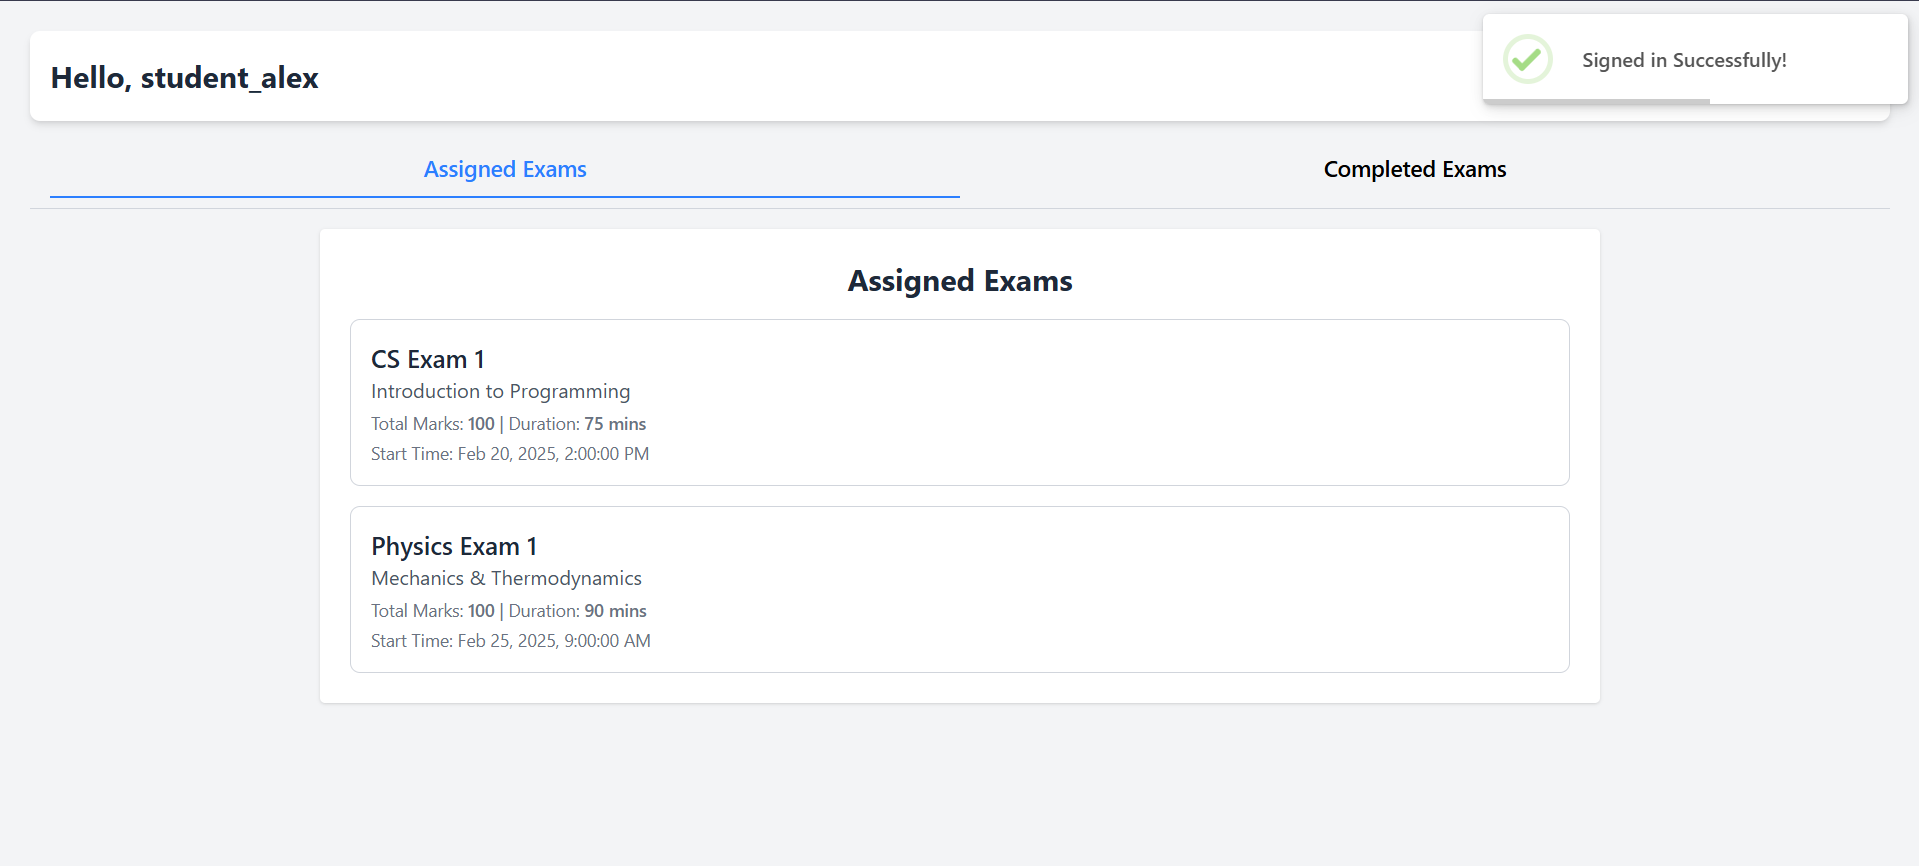 Hello, student_alex
Signed in Successfully!
Assigned Exams
Completed Exams
Assigned Exams
CS Exam 1
Introduction to Programming
Total Marks: 100 | Duration: 75 mins
Start Time: Feb 20, 2025, 2:00:00 PM
Physics Exam 1
Mechanics & Thermodynamics
Total Marks: 100 | Duration: 90 mins
Start Time: Feb 25, 2025, 9:00:00 AM